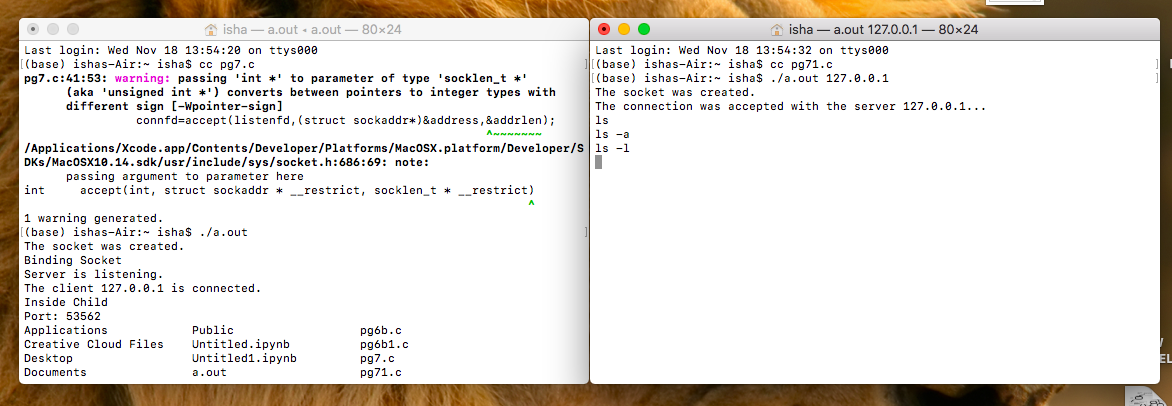 isha — a.out • a.out — 80×24
Last login: Wed Nov 18 13:54:20 on ttys000
[(base) ishas-Air:~ isha$ cc pg7.c ]
pg7.c:41:53: warning: passing 'int *' to parameter of type 'socklen_t *'
(aka 'unsigned int *') converts between pointers to integer types with
different sign [-Wpointer-sign]
connfd=accept(listenfd,(struct sockaddr*)&address,&addrlen);
^~~~~~~~
/Applications/Xcode.app/Contents/Developer/Platforms/MacOSX.platform/Developer/S
DKs/MacOSX10.14.sdk/usr/include/sys/socket.h:686:69: note:
passing argument to parameter here
int accept(int, struct sockaddr * __restrict, socklen_t * __restrict)
^
1 warning generated.
[(base) ishas-Air:~ isha$ ./a.out ]
The socket was created.
Binding Socket
Server is listening.
The client 127.0.0.1 is connected.
Inside Child
Port: 53562
Applications Public pg6b.c
Creative Cloud Files Untitled.ipynb pg6b1.c
Desktop Untitled1.ipynb pg7.c
Documents a.out pg71.c
isha — a.out 127.0.0.1 — 80×24
Last login: Wed Nov 18 13:54:32 on ttys000
[(base) ishas-Air:~ isha$ cc pg71.c ]
[(base) ishas-Air:~ isha$ ./a.out 127.0.0.1 ]
The socket was created.
The connection was accepted with the server 127.0.0.1...
ls
ls -a
ls -l